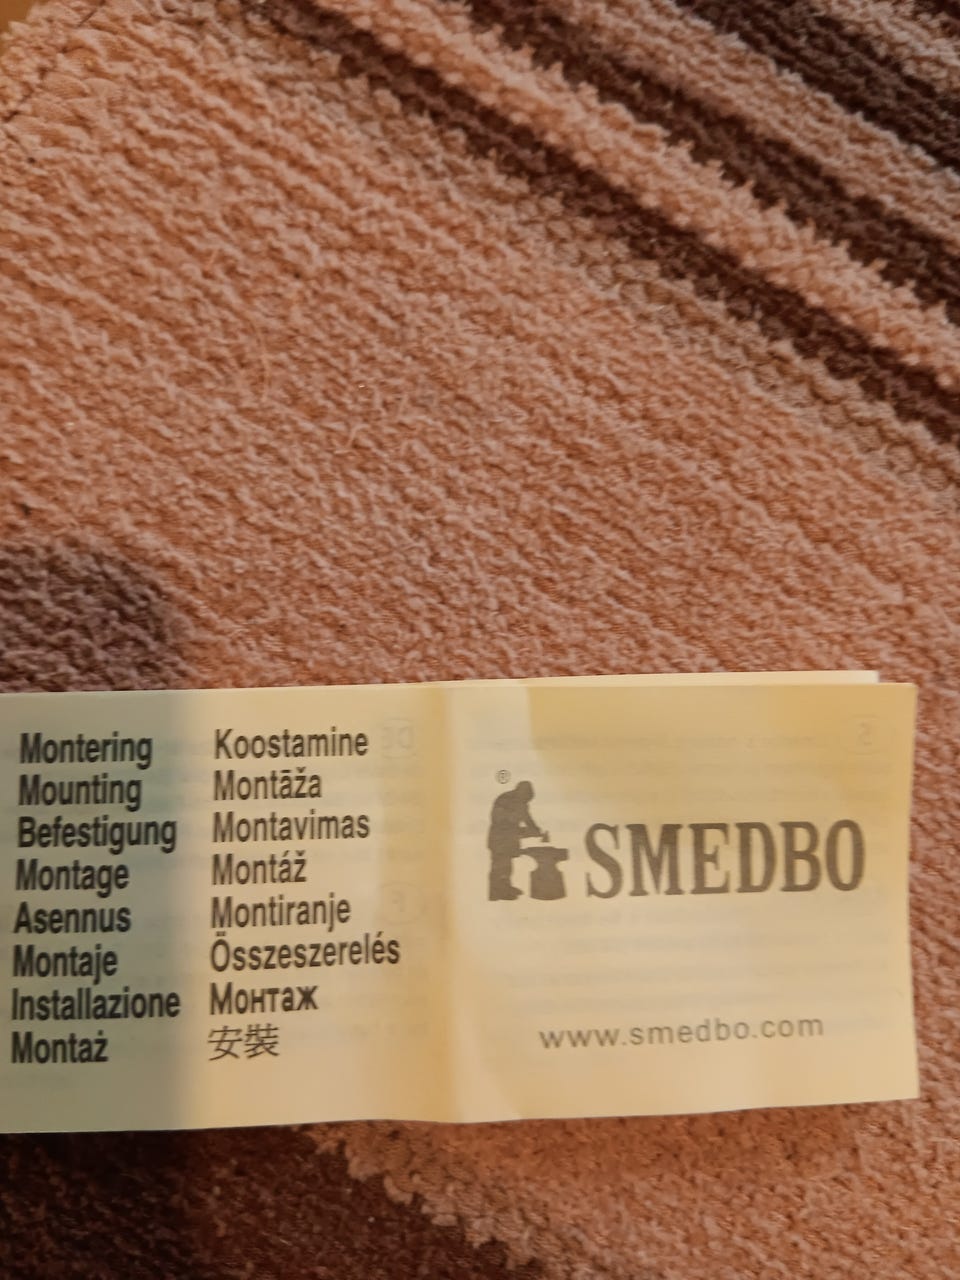 Montering
Mounting
Befestigung
Montage
Asennus
Montaje
Installazione
Montaż
Koostamine
Montāža
Montavimas
Montáž
Montiranje
Összeszerelés
Монтаж
安裝
®
SMEDBO
www.smedbo.com